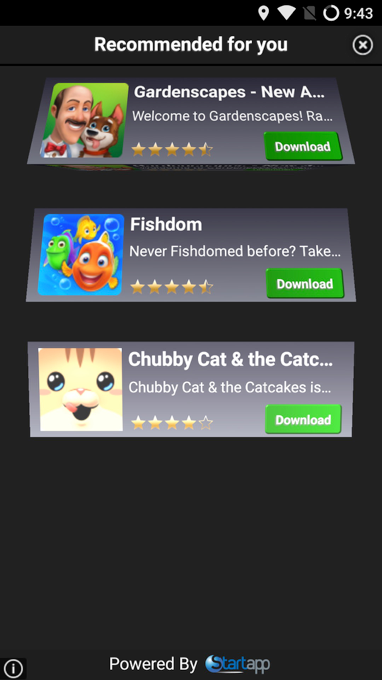 9:43
Recommended for you
Gardenscapes - New A...
Welcome to Gardenscapes! Ra...
Download
Fishdom
Never Fishdomed before? Take...
Download
Chubby Cat & the Catc...
Chubby Cat & the Catcakes is...
Download
Powered By Startapp